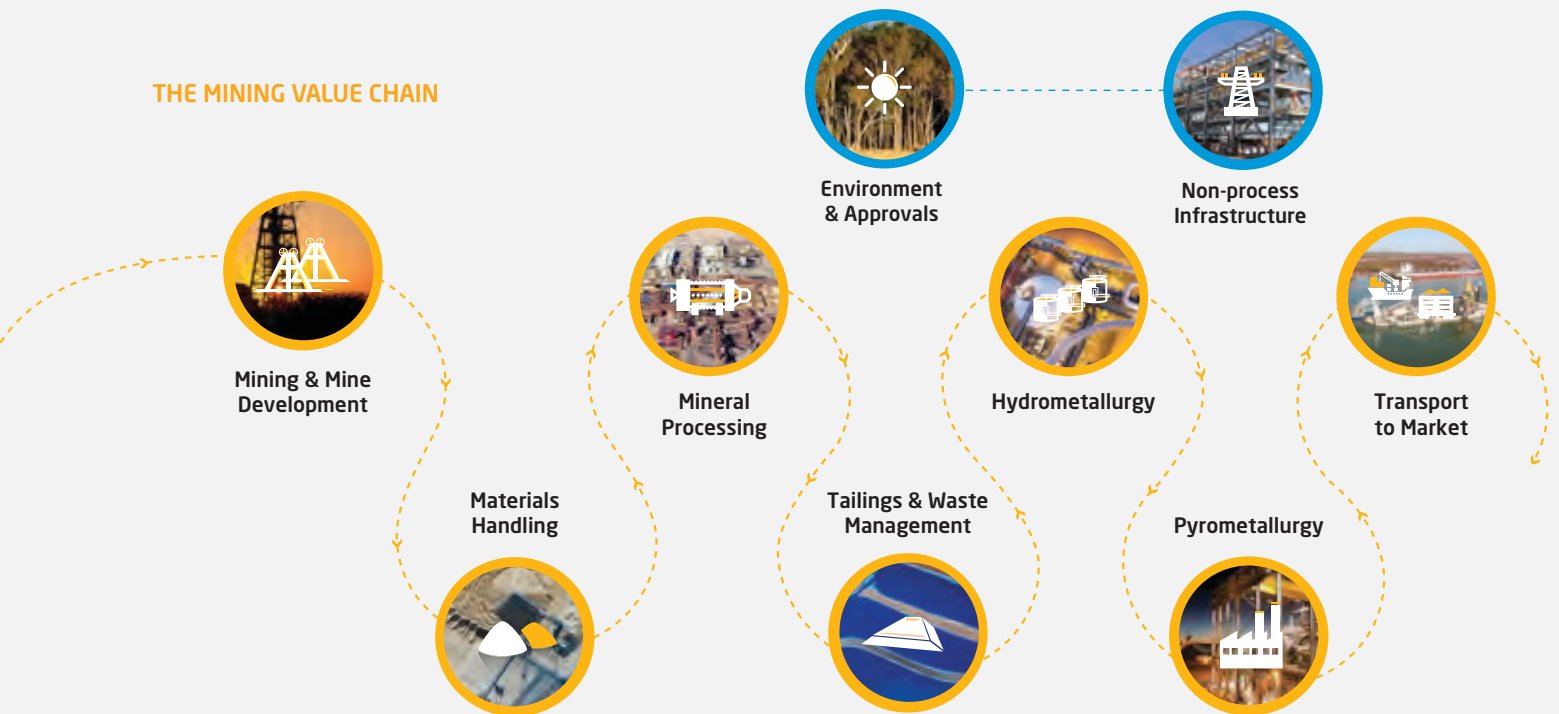 THE MINING VALUE CHAIN
Environment
& Approvals
Non-process
Infrastructure
Mining & Mine
Development
Mineral
Processing
Hydrometallurgy
Transport
to Market
Materials
Handling
Tailings & Waste
Management
Pyrometallurgy